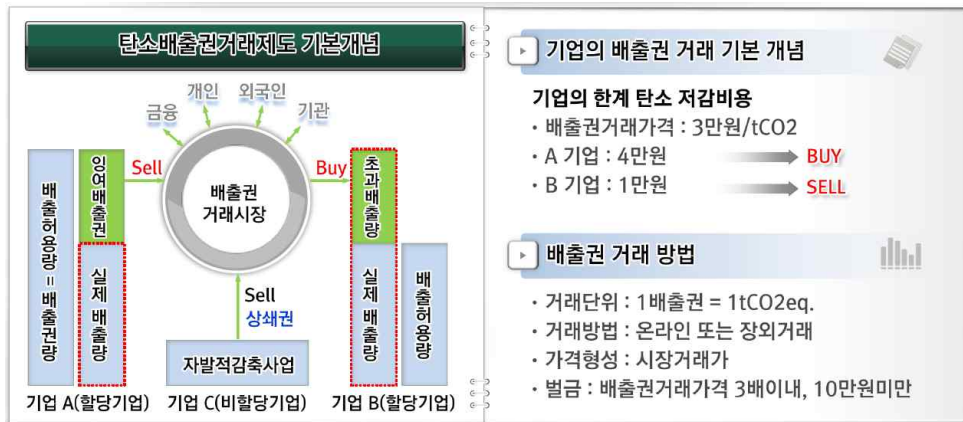 탄소배출권거래제도 기본개념
금융
개인
외국인
기관
잉여배출권
Sell
배출권
거래시장
Buy
초과배출량
배출허용량=배출권량
실제 배출량
Sell
상쇄권
실제 배출량
배출허용량
자발적감축사업
기업 A(할당기업)
기업 C(비할당기업)
기업 B(할당기업)
기업의 배출권 거래 기본 개념
기업의 한계 탄소 저감비용
· 배출권거래가격 : 3만원/tCO2
· A 기업 : 4만원 BUY
· B 기업 : 1만원 SELL
배출권 거래 방법
· 거래단위 : 1배출권 = 1tCO2eq.
· 거래방법 : 온라인 또는 장외거래
· 가격형성 : 시장거래가
· 벌금 : 배출권거래가격 3배이내, 10만원미만